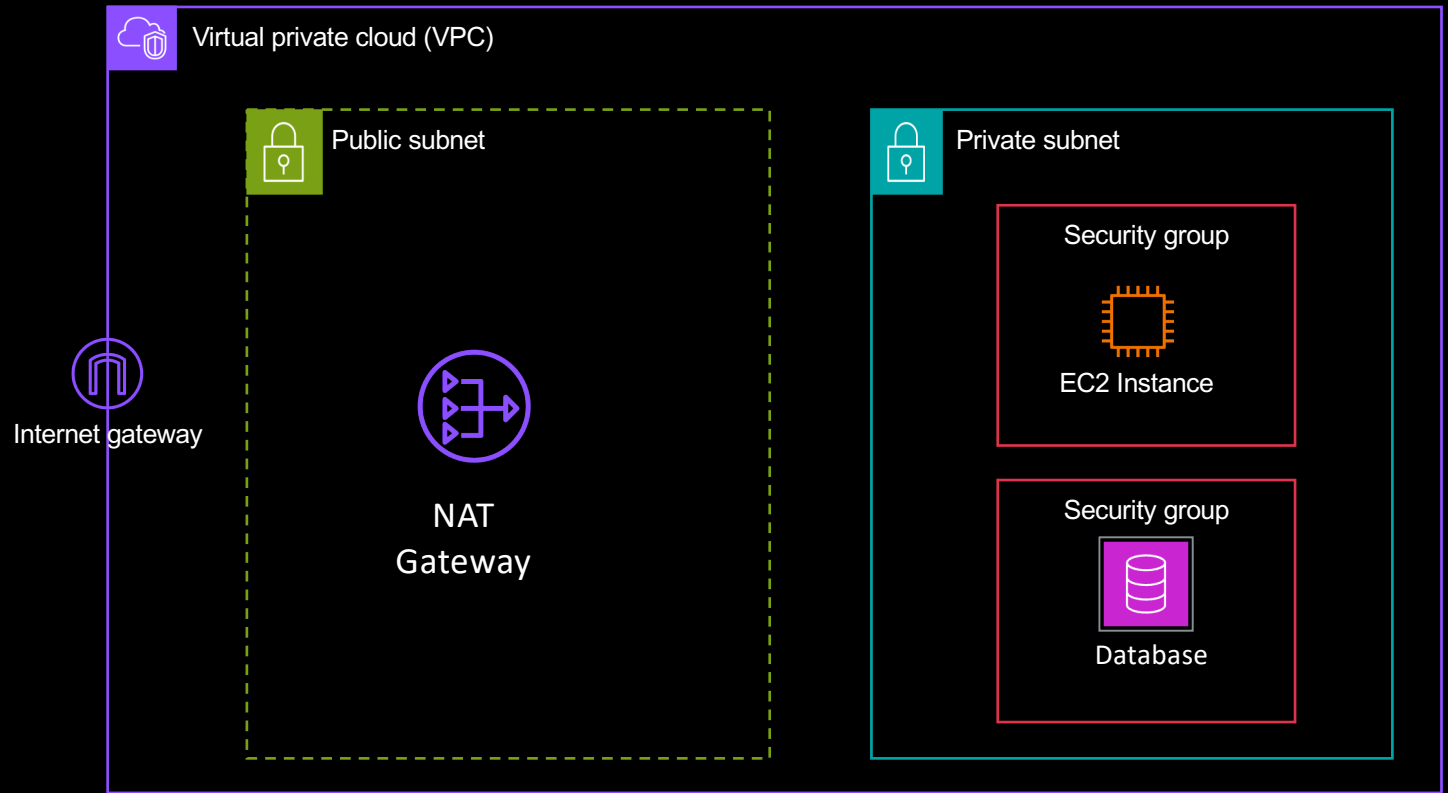 Virtual private cloud (VPC)
Public subnet
Private subnet
Security group
EC2 Instance
Internet gateway
NAT
Gateway
Security group
Database